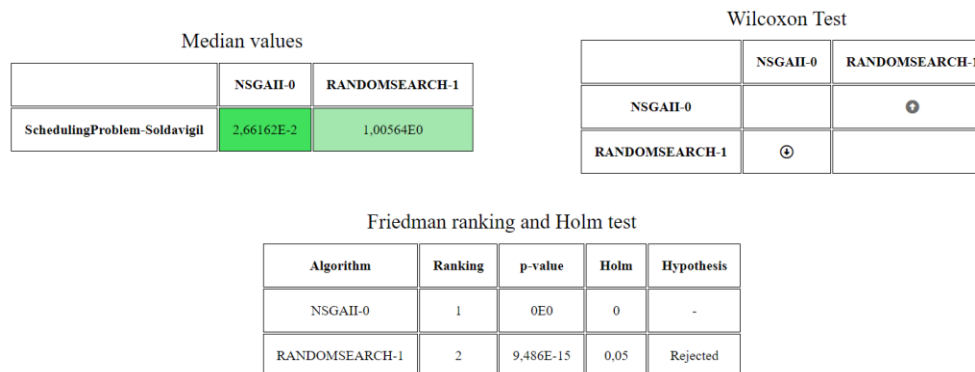 Median values
NSGAII-0 RANDOMSEARCH-1
SchedulingProblem-Soldavigil 2,66162E-2 1,00564E0
Wilcoxon Test
NSGAII-0 RANDOMSEARCH-1
NSGAII-0
RANDOMSEARCH-1
Friedman ranking and Holm test
Algorithm Ranking p-value Holm Hypothesis
NSGAII-0 1 0E0 0 -
RANDOMSEARCH-1 2 9,486E-15 0,05 Rejected